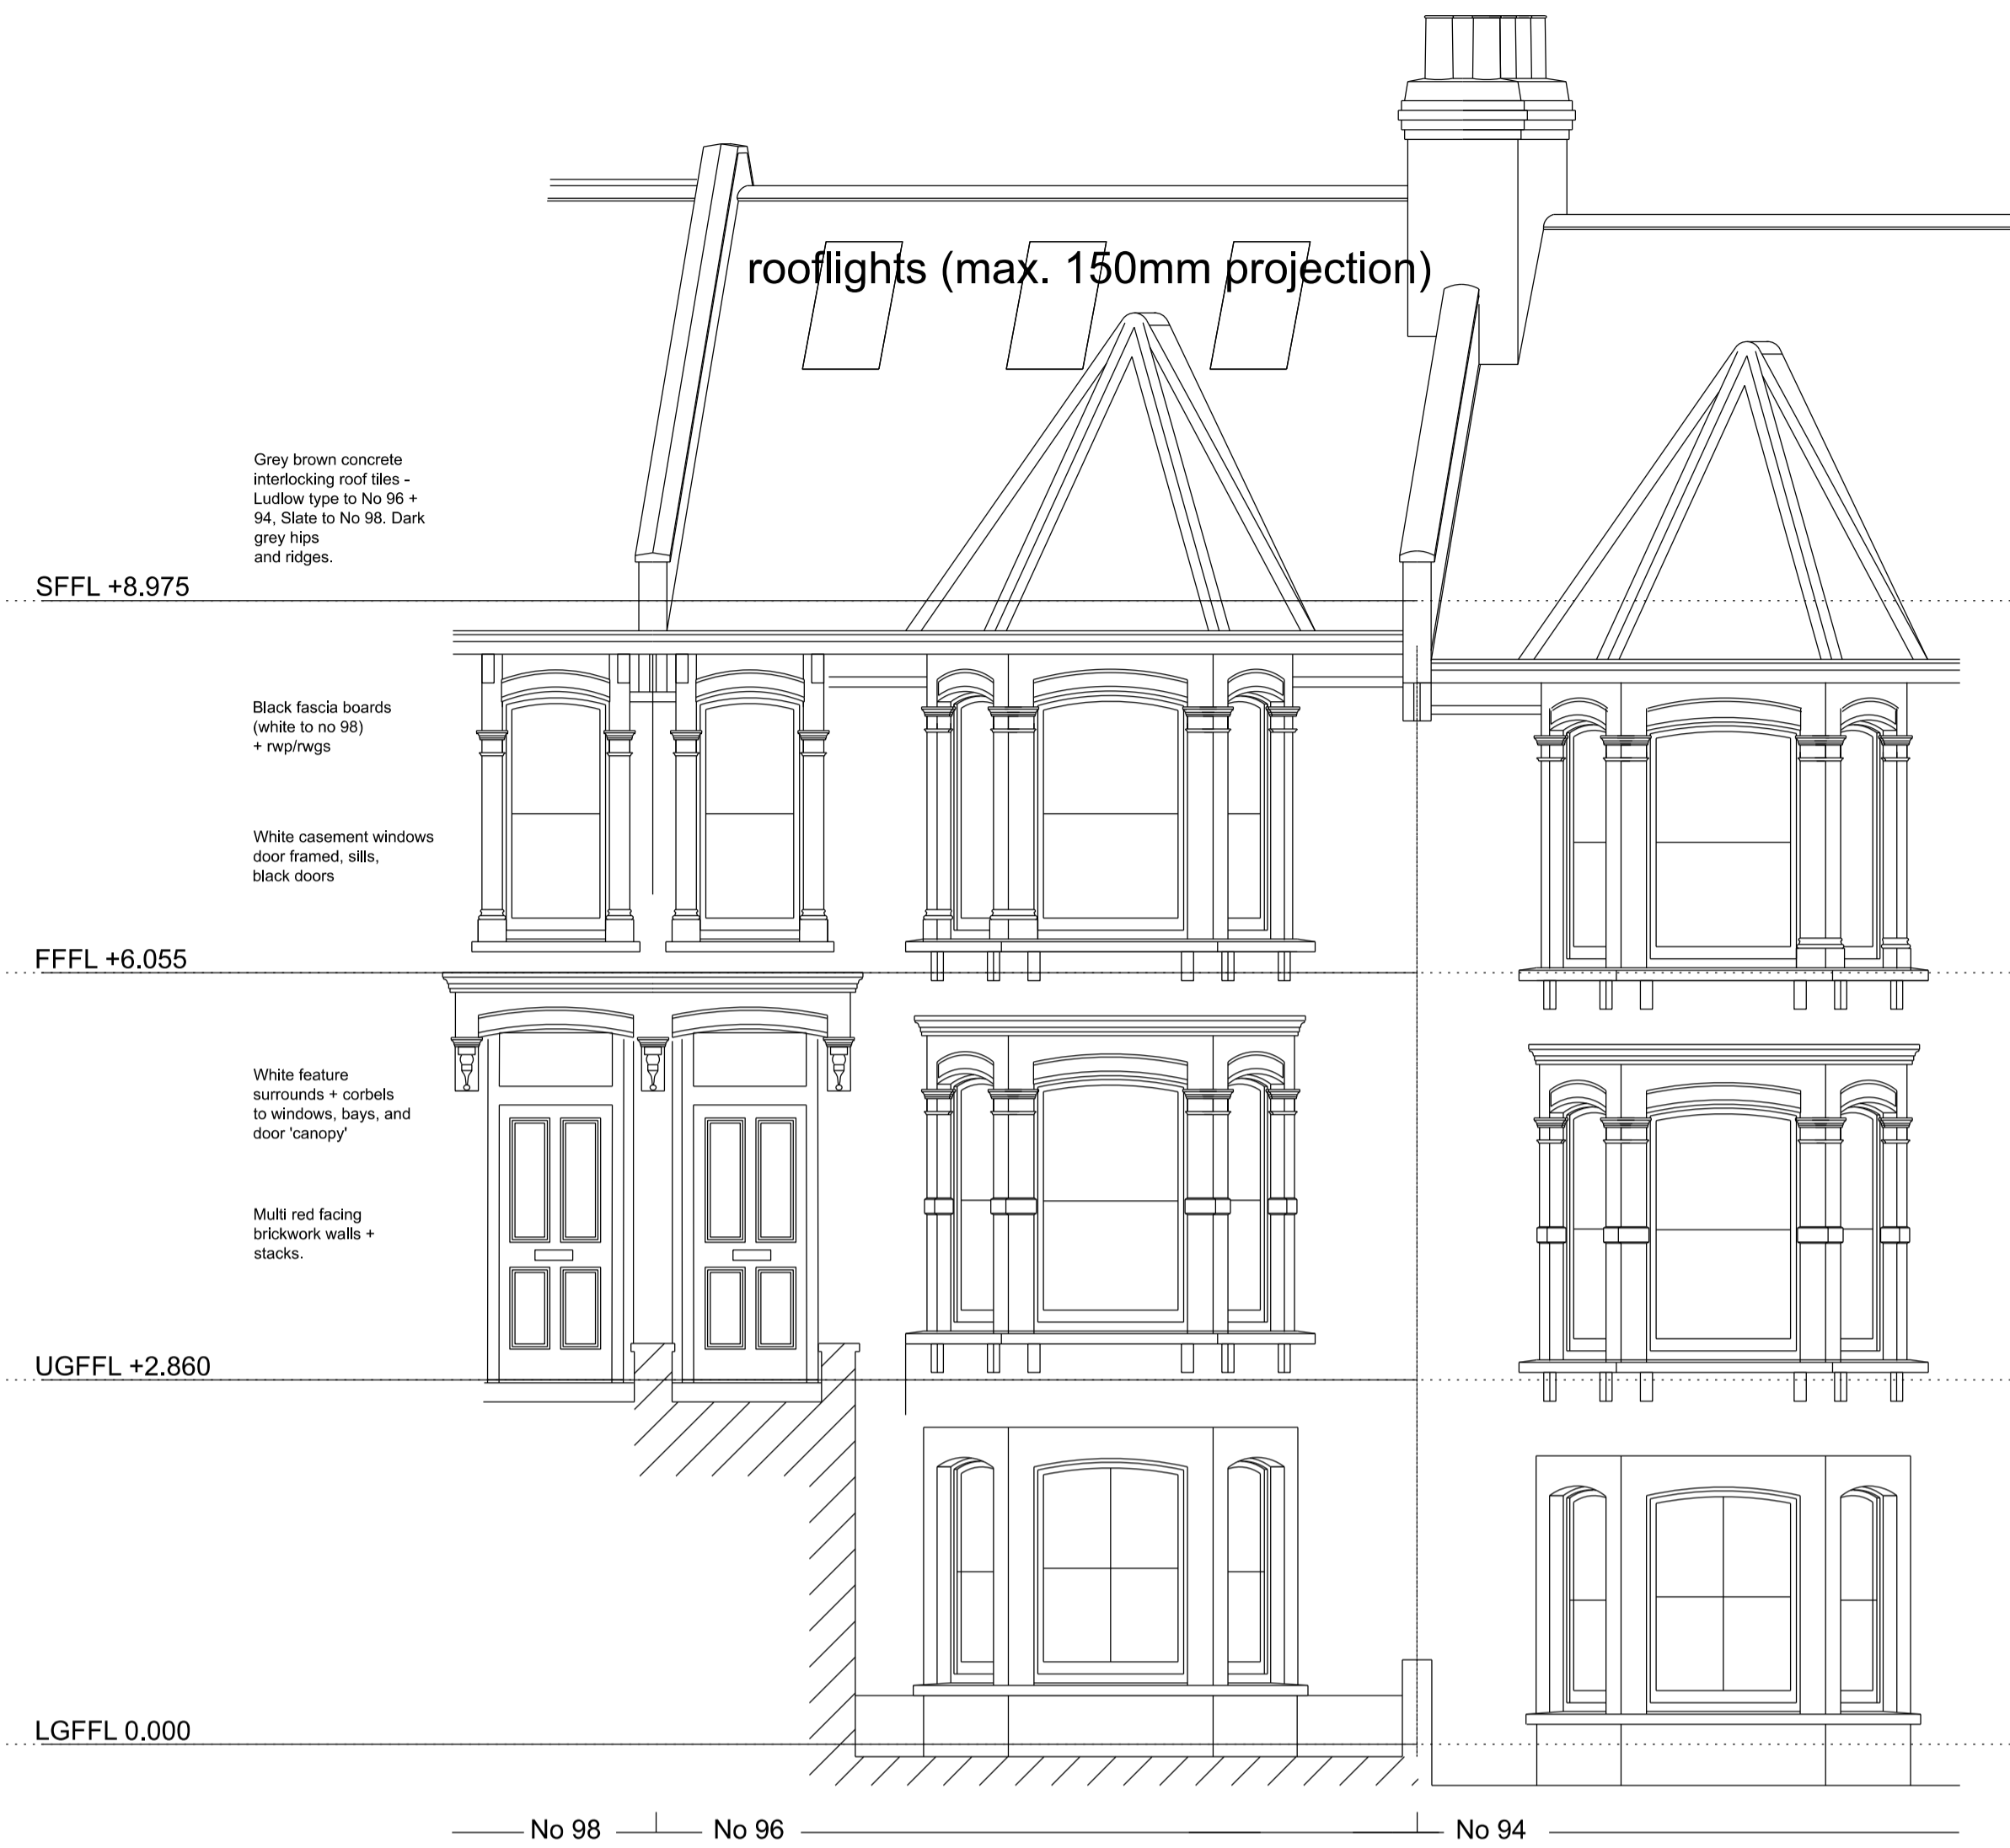 rooflights (max. 150mm projection)
Grey brown concrete
interlocking roof tiles -
Ludlow type to No 96 +
94, Slate to No 98. Dark
grey hips
and ridges.
SFFL +8.975
Black fascia boards
(white to no 98)
+ rwp/rwgs
White casement windows
door framed, sills,
black doors
FFFL +6.055
White feature
surrounds + corbels
to windows, bays, and
door 'canopy'
Multi red facing
brickwork walls +
stacks.
UGFFL +2.860
LGFFL 0.000
No 98 No 96 No 94